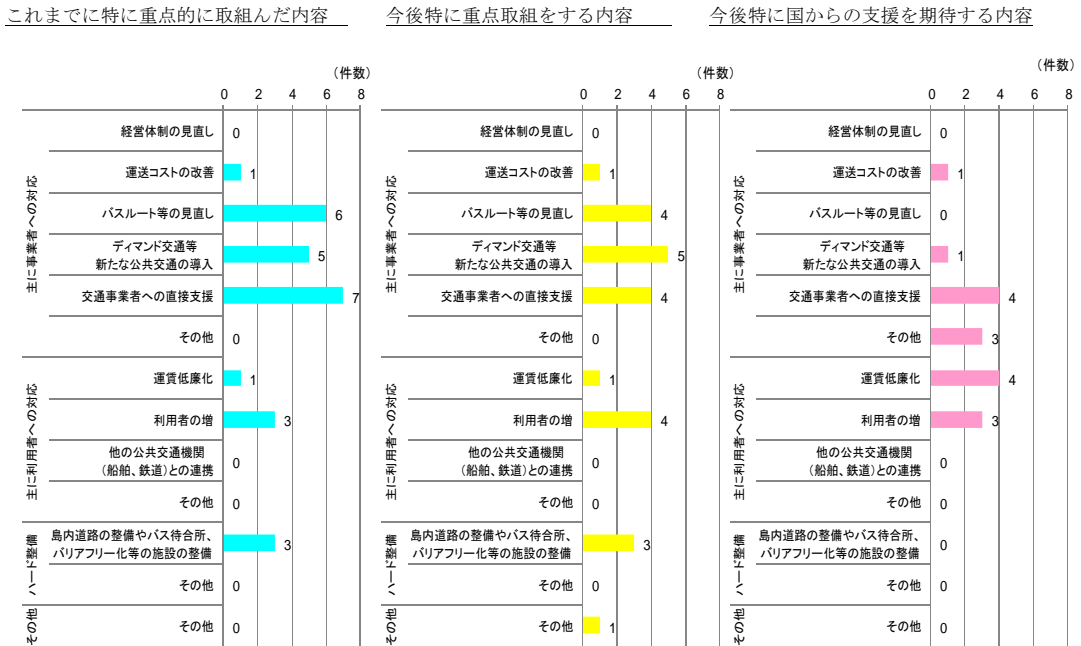 これまでに特に重点的に取組んだ内容
(件数)
0 2 4 6 8
主に事業者への対応
経営体制の見直し 0
運送コストの改善 1
バスルート等の見直し 6
ディマンド交通等
新たな公共交通の導入 5
交通事業者への直接支援 7
その他 0
主に利用者への対応
運賃低廉化 1
利用者の増 3
他の公共交通機関
(船舶、鉄道)との連携 0
その他 0
ハード整備
島内道路の整備やバス待合所、
バリアフリー化等の施設の整備 3
その他 0
その他
その他 0
今後特に重点取組をする内容
(件数)
0 2 4 6 8
主に事業者への対応
経営体制の見直し 0
運送コストの改善 1
バスルート等の見直し 4
ディマンド交通等
新たな公共交通の導入 5
交通事業者への直接支援 4
その他 0
主に利用者への対応
運賃低廉化 1
利用者の増 4
他の公共交通機関
(船舶、鉄道)との連携 0
その他 0
ハード整備
島内道路の整備やバス待合所、
バリアフリー化等の施設の整備 3
その他 0
その他
その他 1
今後特に国からの支援を期待する内容
(件数)
0 2 4 6 8
主に事業者への対応
経営体制の見直し 0
運送コストの改善 1
バスルート等の見直し 0
ディマンド交通等
新たな公共交通の導入 1
交通事業者への直接支援 4
その他 3
主に利用者への対応
運賃低廉化 4
利用者の増 3
他の公共交通機関
(船舶、鉄道)との連携 0
その他 0
ハード整備
島内道路の整備やバス待合所、
バリアフリー化等の施設の整備 0
その他 0
その他
その他 0